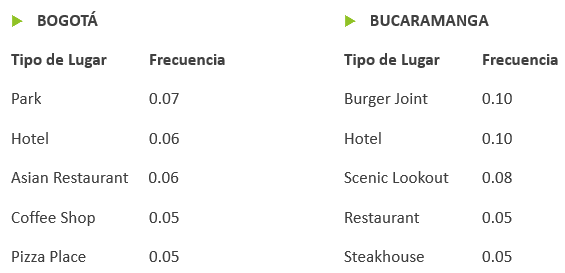 BOGOTÁ
Tipo de Lugar Frecuencia
Park 0.07
Hotel 0.06
Asian Restaurant 0.06
Coffee Shop 0.05
Pizza Place 0.05
BUCARAMANGA
Tipo de Lugar Frecuencia
Burger Joint 0.10
Hotel 0.10
Scenic Lookout 0.08
Restaurant 0.05
Steakhouse 0.05